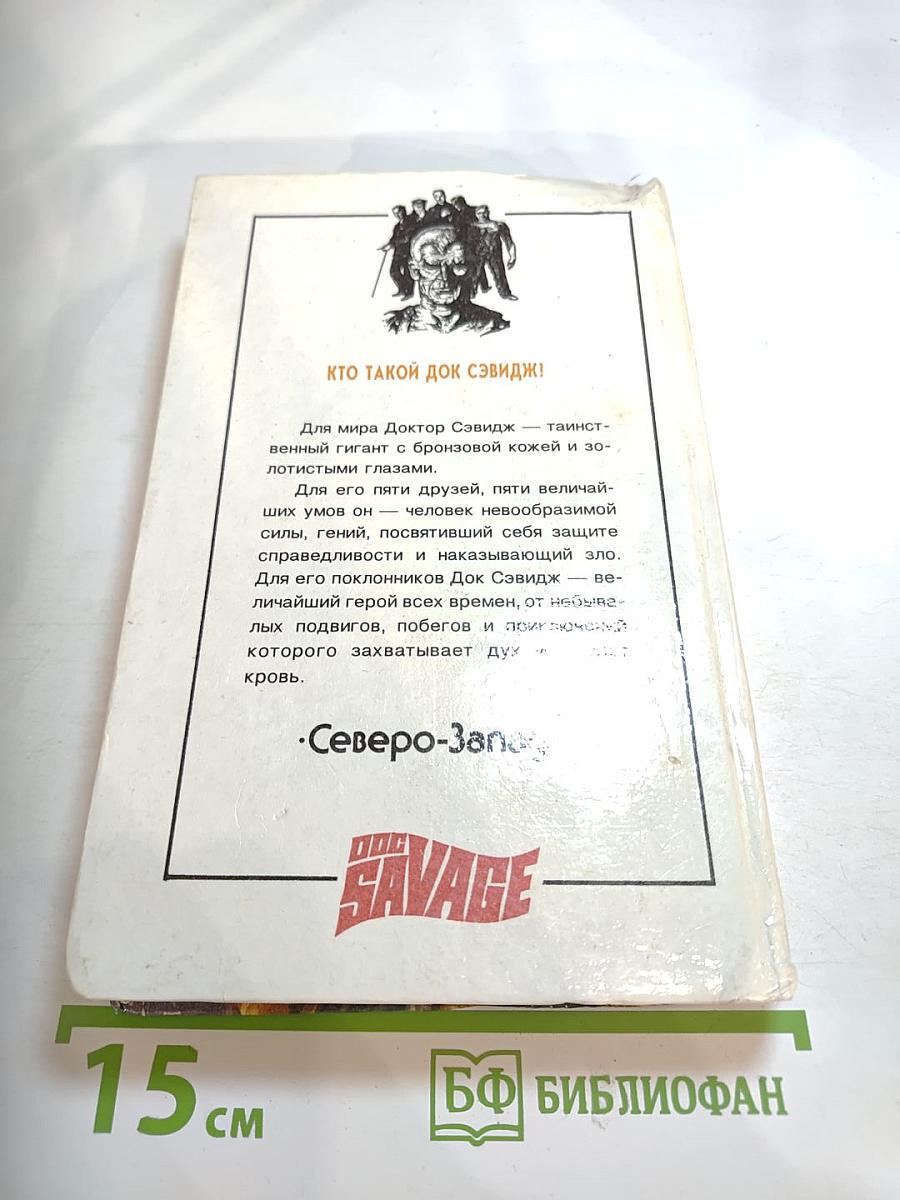 КТО ТАКОЙ ДОК СЭВИДЖ!
Для мира Доктор Сэвидж — таинст-
венный гигант с бронзовой кожей и зо-
лотистыми глазами.
Для его пяти друзей, пяти величай-
ших умов он — человек невообразимой
силы, гений, посвятивший себя защите
справедливости и наказывающий зло.
Для его поклонников Док Сэвидж — ве-
личайший герой всех времен, от небыва-
лых подвигов, побегов и приключений
которого захватывает дух
кровь.
·Северо-Запад
DOC
SAVAGE
15 см
БФ БИБЛИОФАН